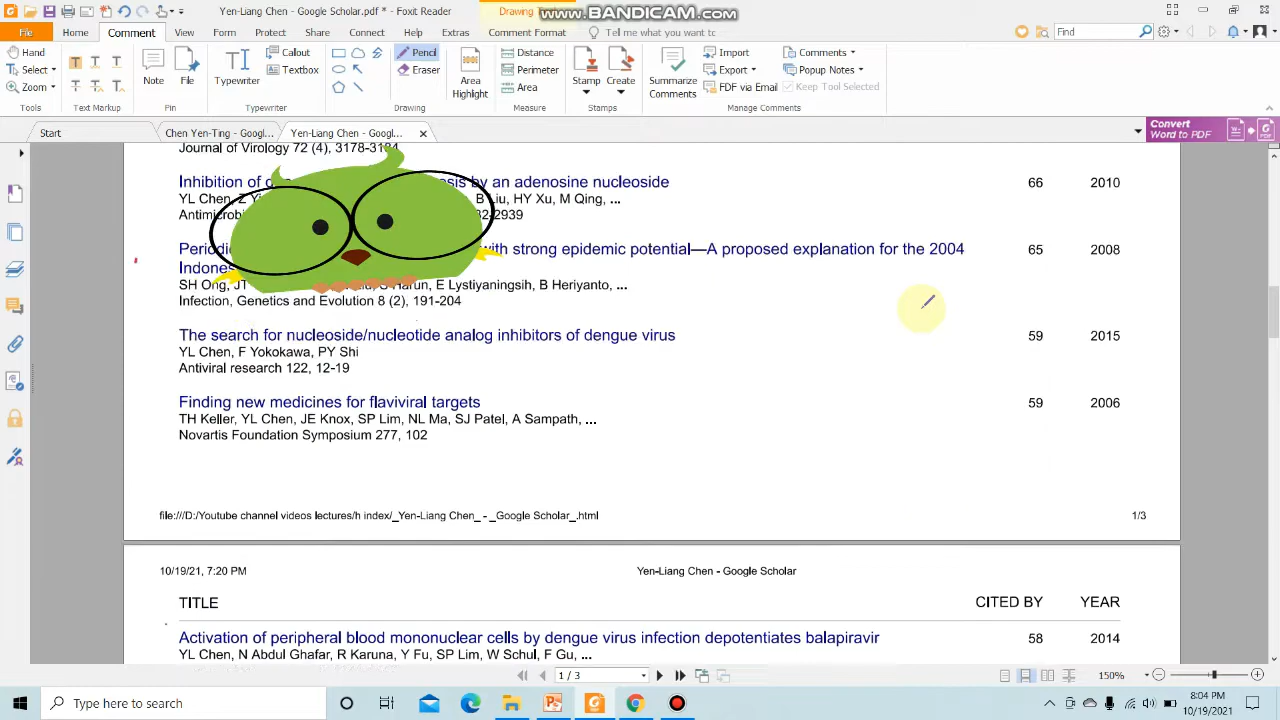 Yen-Liang Chen - Google Scholar.pdf * - Foxit Reader
Drawing
www.BANDICAM.com
File Home Comment View Form Protect Share Connect Help Extras Comment Format Tell me what you want to Find
Hand
Select
Zoom
Tools
T T T
T T T
Text Markup
Note
File
Pin
Typewriter
Callout
Textbox
Typewriter
Pencil
Eraser
Drawing
Area
Highlight
Distance
Perimeter
Area
Measure
Stamp
Create
Stamps
Summarize
Comments
Import
Export
FDF via Email
Comments
Popup Notes
Keep Tool Selected
Manage Comments
Start Chen Yen-Ting - Google... Yen-Liang Chen - Googl...
Convert
Word to PDF
Journal of Virology 72 (4), 3178-3184
Inhibition of by an adenosine nucleoside 66 2010
YL Chen, Z Liu, HY Xu, M Qing, ...
2939
with strong epidemic potential—A proposed explanation for the 2004 65 2008
SH Ong, E Lystiyaningsih, B Heriyanto, ...
Infection, Genetics and Evolution 8 (2), 191-204
The search for nucleoside/nucleotide analog inhibitors of dengue virus 59 2015
YL Chen, F Yokokawa, PY Shi
Antiviral research 122, 12-19
Finding new medicines for flaviviral targets 59 2006
TH Keller, YL Chen, JE Knox, SP Lim, NL Ma, SJ Patel, A Sampath, ...
Novartis Foundation Symposium 277, 102
file:///D:/Youtube channel videos lectures/h index/_Yen-Liang Chen_ - _Google Scholar_.html 1/3
10/19/21, 7:20 PM Yen-Liang Chen - Google Scholar
TITLE CITED BY YEAR
Activation of peripheral blood mononuclear cells by dengue virus infection depotentiates balapiravir 58 2014
YL Chen, N Abdul Ghafar, R Karuna, Y Fu, SP Lim, W Schul, F Gu, ...
1 / 3 150%
Type here to search 8:04 PM
10/19/2021